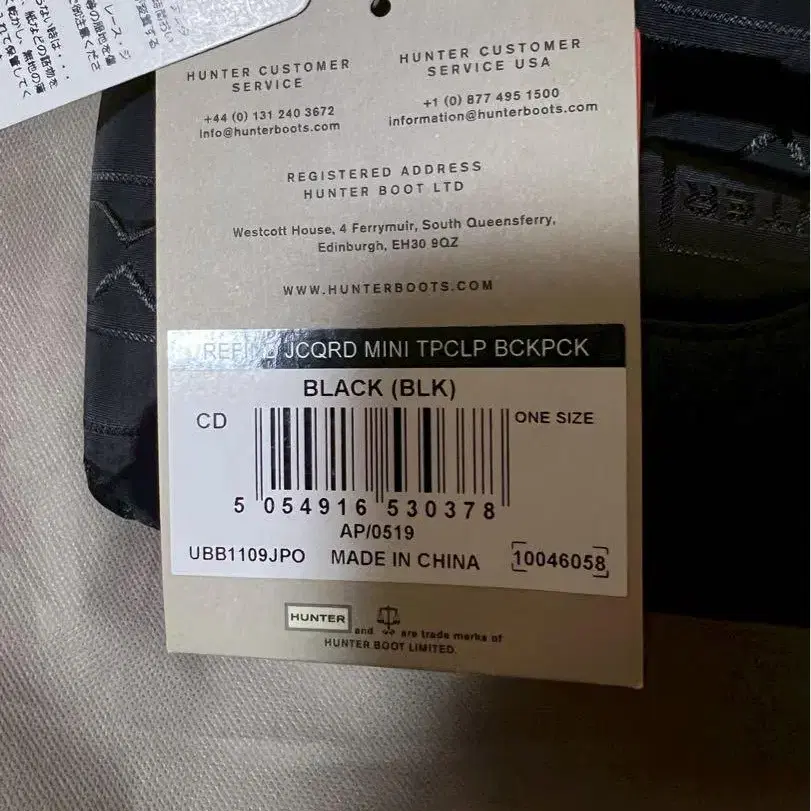 HUNTER CUSTOMER
SERVICE
+44 (0) 131 240 3672
info@hunterboots.com
HUNTER CUSTOMER
SERVICE USA
+1 (0) 877 495 1500
information@hunterboots.com
REGISTERED ADDRESS
HUNTER BOOT LTD
Westcott House, 4 Ferrymuir, South Queensferry,
Edinburgh, EH30 9QZ
WWW.HUNTERBOOTS.COM
JCQRD MINI TPCLP BCKPCK
BLACK (BLK)
CD
ONE SIZE
5 054916 530378
AP/0519
UBB1109JPO MADE IN CHINA 10046058
HUNTER and are trade marks of
HUNTER BOOT LIMITED.